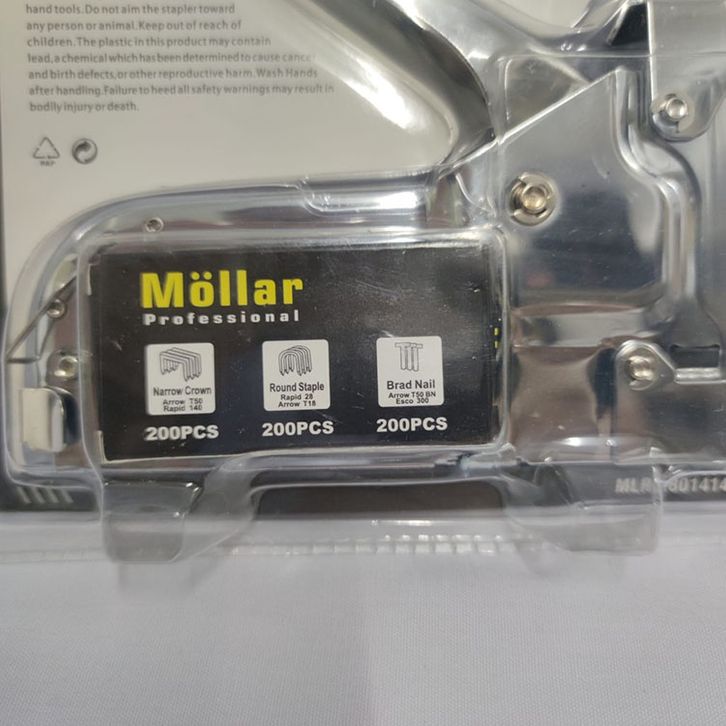 hand tools. Do not aim the stapler toward
any person or animal. Keep out of reach of
children. The plastic in this product may contain
lead, a chemical which has been determined to cause cancer
and birth defects, or other reproductive harm. Wash Hands
after handling. Failure to heed all safety warnings may result in
bodily injury or death.
Möllar
Professional
Narrow Crown
Arrow T50
Rapid 140
200PCS
Round Staple
Rapid 28
Arrow T18
200PCS
Brad Nail
Arrow T50 BN
Esco 300
200PCS